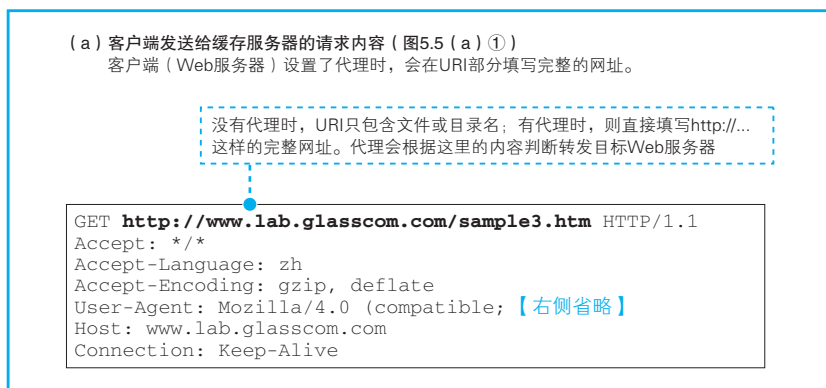 （a）客户端发送给缓存服务器的请求内容（图5.5（a）①）
客户端（Web服务器）设置了代理时，会在URI部分填写完整的网址。
没有代理时，URI只包含文件或目录名；有代理时，则直接填写http://...
这样的完整网址。代理会根据这里的内容判断转发目标Web服务器
GET http://www.lab.glasscom.com/sample3.htm HTTP/1.1
Accept: */*
Accept-Language: zh
Accept-Encoding: gzip, deflate
User-Agent: Mozilla/4.0 (compatible;【右侧省略】
Host: www.lab.glasscom.com
Connection: Keep-Alive